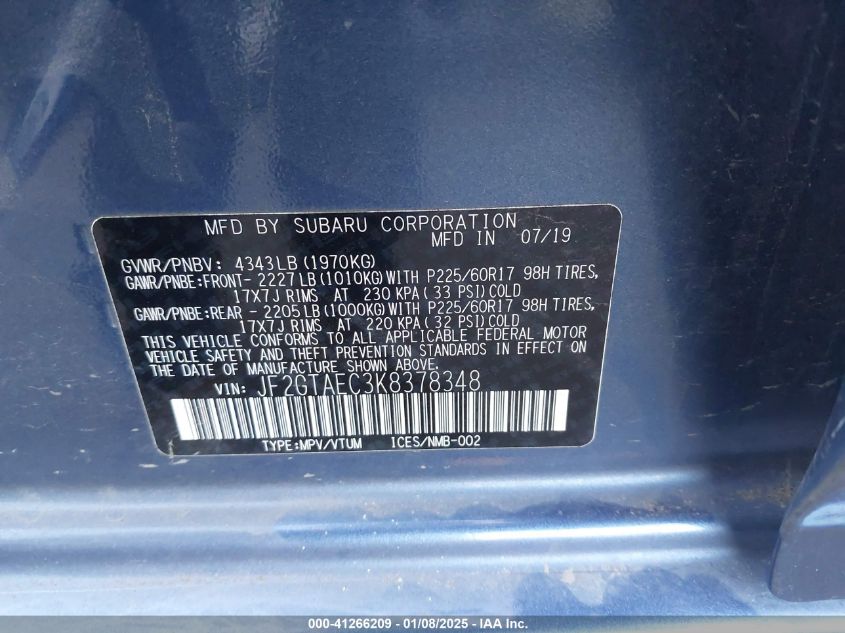 MFD BY SUBARU CORPORATION
MFD IN 07/19
GVWR/PNBV: 4343LB(1970KG)
GAWR/PNBE:FRONT- 2227LB(1010KG)WITH P225/60R17 98H TIRES,
17X7J RIMS AT 230 KPA( 33 PSI)COLD
GAWR/PNBE:REAR - 2205LB(1000KG)WITH P225/60R17 98H TIRES,
17X7J RIMS AT 220 KPA( 32 PSI)COLD
THIS VEHICLE CONFORMS TO ALL APPLICABLE FEDERAL MOTOR
VEHICLE SAFETY AND THEFT PREVENTION STANDARDS IN EFFECT ON
THE DATE OF MANUFACTURE SHOWN ABOVE.
VIN: JF2GTAEC3K8378348
TYPE:MPV/VTUM ICES/NMB-002
000-41266209 - 01/08/2025 - IAA Inc.